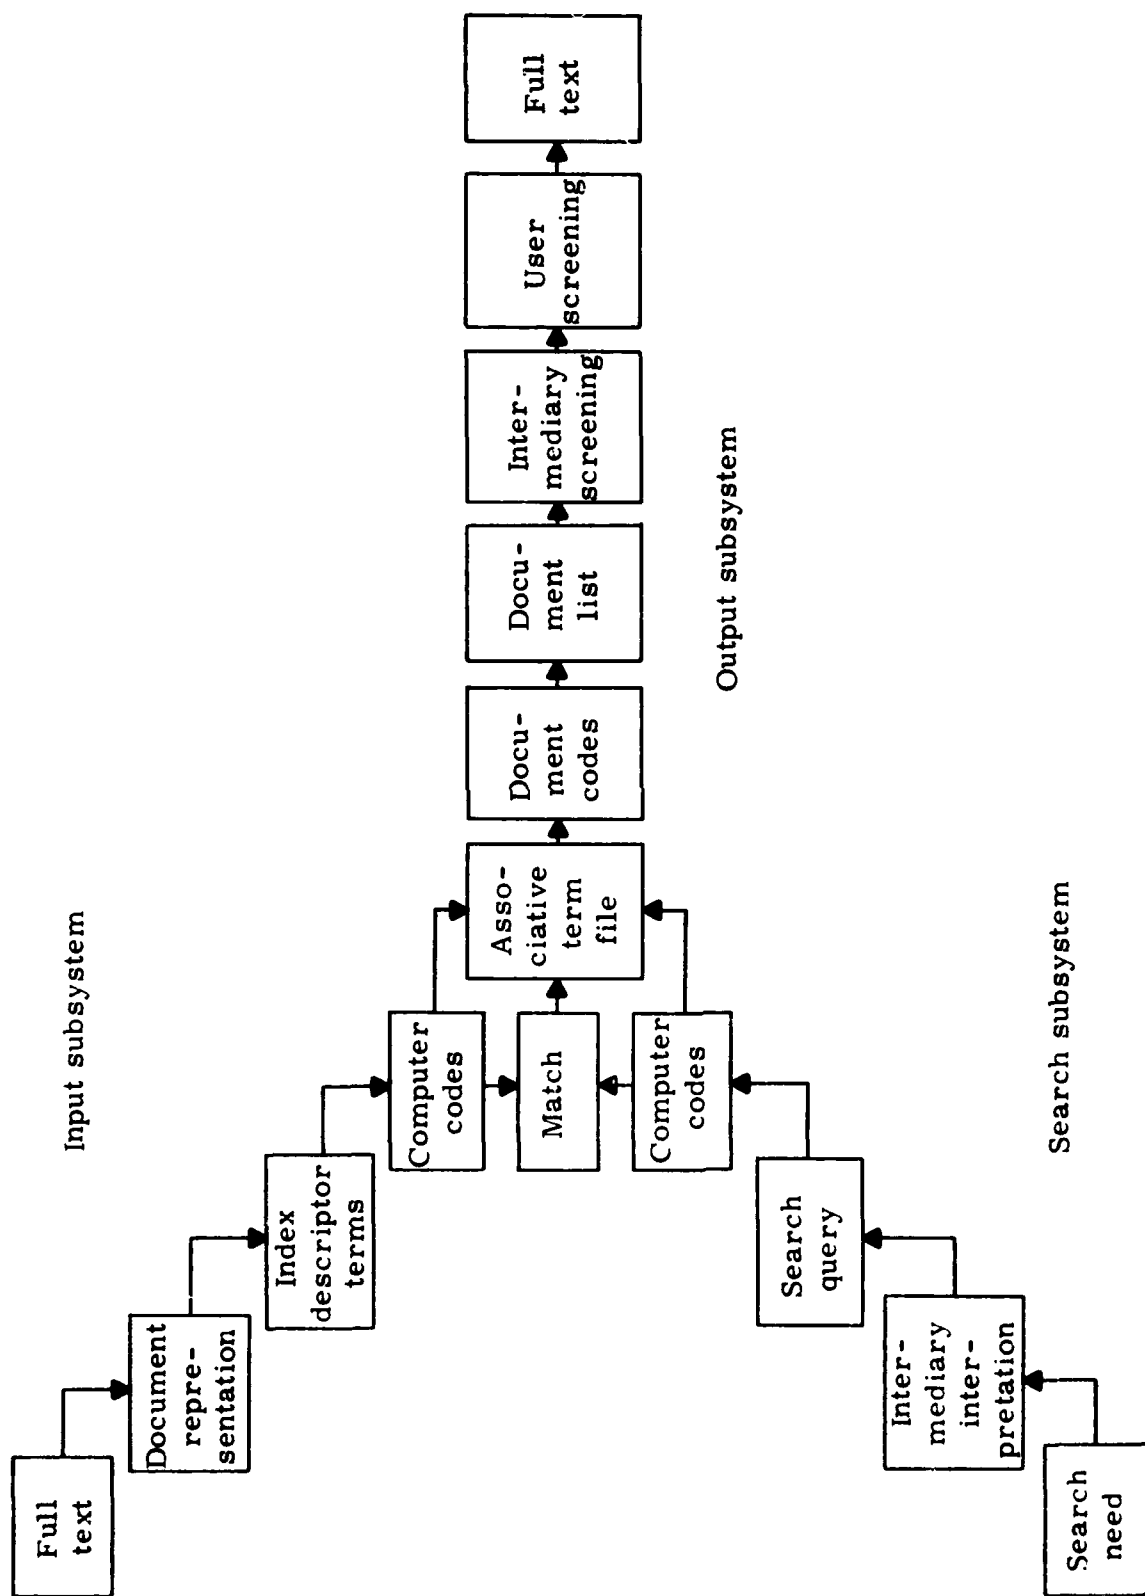 Input subsystem
Full
text
Document
repre-
sentation
Index
descriptor
terms
Computer
codes
Match
Asso-
ciative
term
file
Docu-
ment
codes
Docu-
ment
list
Inter-
mediary
screening
User
screening
Full
text
Output subsystem
Computer
codes
Search
query
Inter-
mediary
inter-
pretation
Search
need
Search subsystem